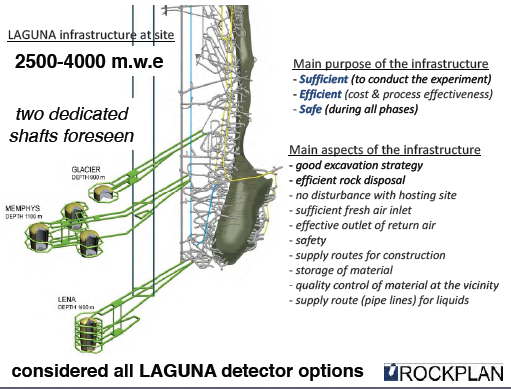 LAGUNA infrastructure at site
2500-4000 m.w.e
two dedicated
shafts foreseen
GLACIER
DEPTH 900 m
MEMPHYS
DEPTH 1100 m
LENA
DEPTH 1400 m
Main purpose of the infrastructure
- Sufficient (to conduct the experiment)
- Efficient (cost & process effectiveness)
- Safe (during all phases)
Main aspects of the infrastructure
- good excavation strategy
- efficient rock disposal
- no disturbance with hosting site
- sufficient fresh air inlet
- effective outlet of return air
- safety
- supply routes for construction
- storage of material
- quality control of material at the vicinity
- supply route (pipe lines) for liquids
considered all LAGUNA detector options
ROCKPLAN